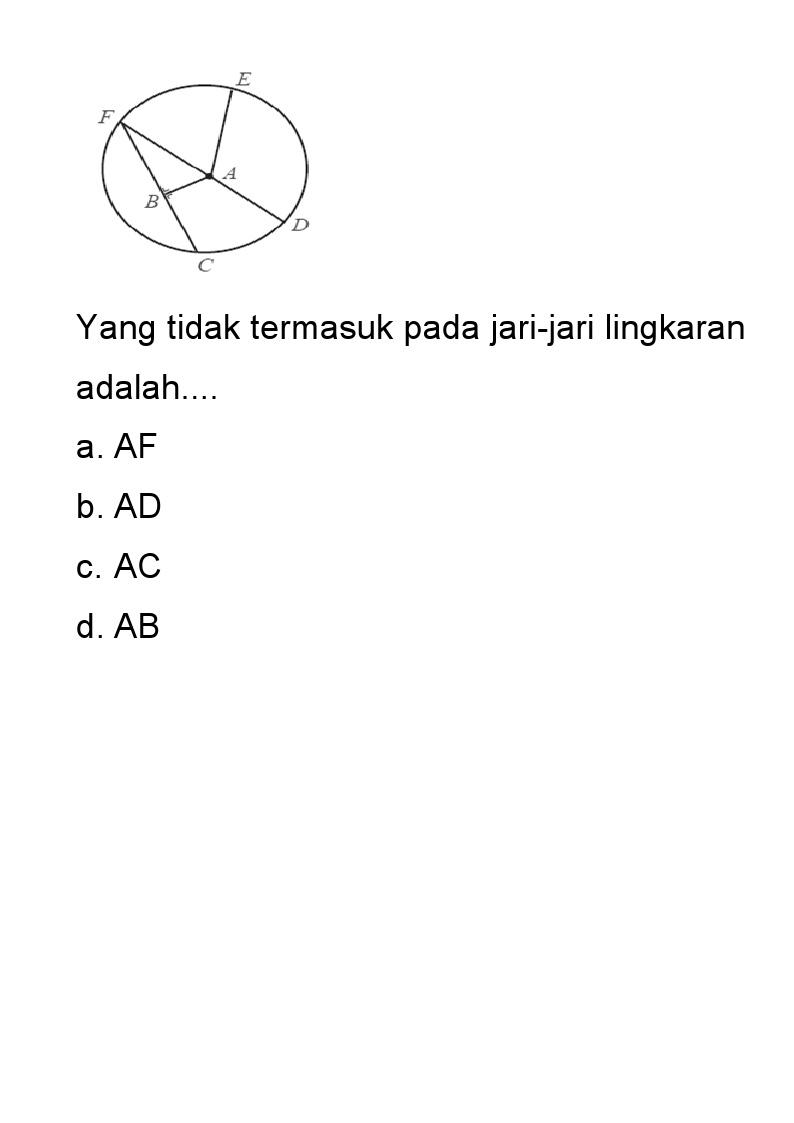 E
F
A
B
D
C
Yang tidak termasuk pada jari-jari lingkaran
adalah....
a. AF
b. AD
c. AC
d. AB